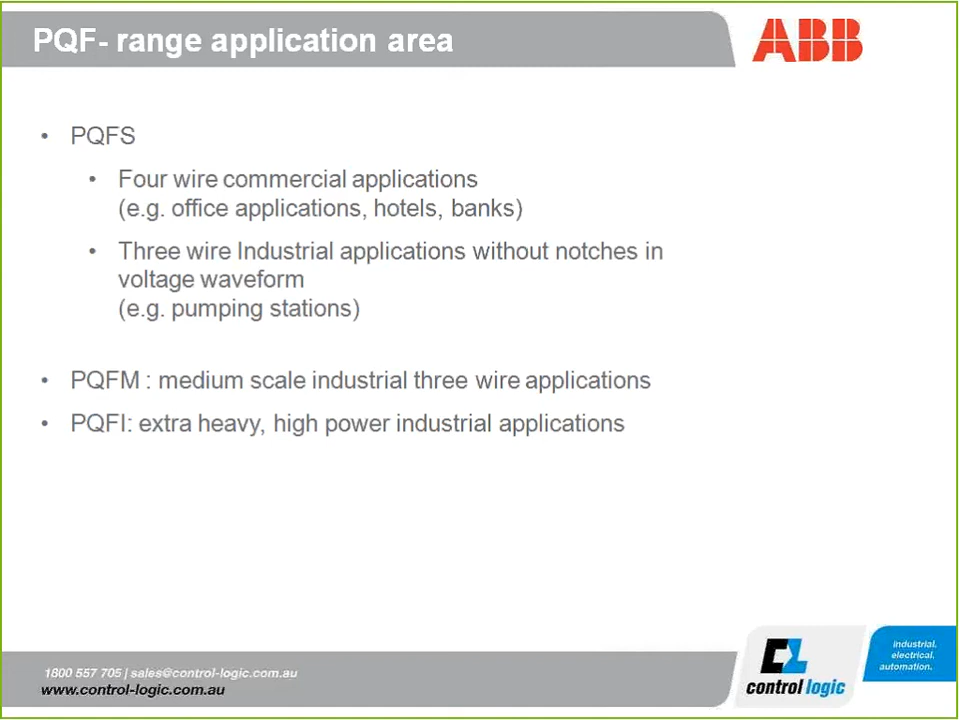 PQF- range application area
ABB
• PQFS
• Four wire commercial applications
(e.g. office applications, hotels, banks)
• Three wire Industrial applications without notches in
voltage waveform
(e.g. pumping stations)
• PQFM : medium scale industrial three wire applications
• PQFI: extra heavy, high power industrial applications
1800 557 705 | sales@control-logic.com.au
www.control-logic.com.au
control logic
industrial.
electrical.
automation.